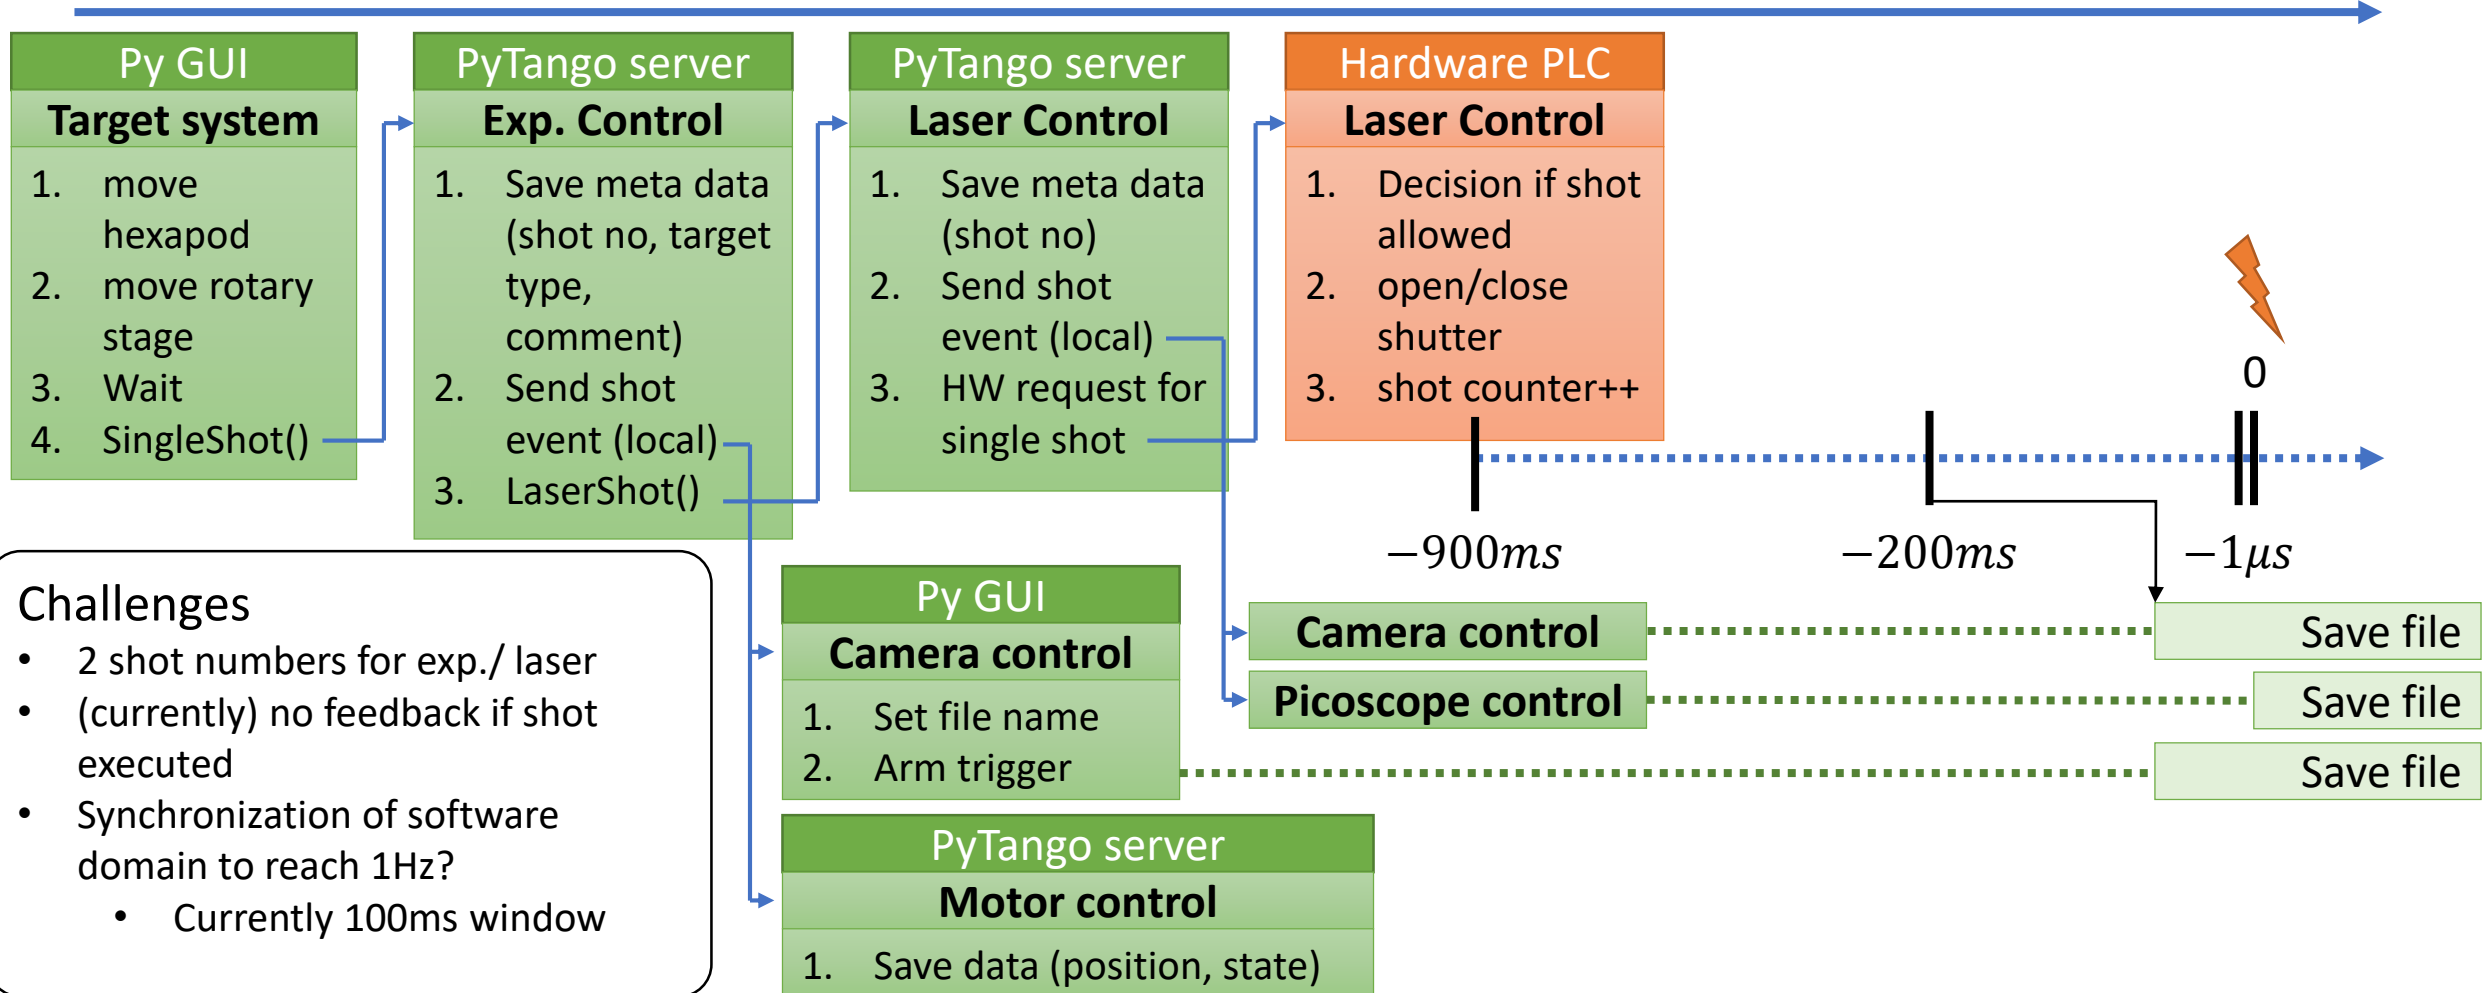 Py GUI
Target system
1. move
hexapod
2. move rotary
stage
3. Wait
4. SingleShot()
PyTango server
Exp. Control
1. Save meta data
(shot no, target
type,
comment)
2. Send shot
event (local)
3. LaserShot()
PyTango server
Laser Control
1. Save meta data
(shot no)
2. Send shot
event (local)
3. HW request for
single shot
Hardware PLC
Laser Control
1. Decision if shot
allowed
2. open/close
shutter
3. shot counter++
0
−900ms
−200ms
−1μs
Challenges
• 2 shot numbers for exp./ laser
• (currently) no feedback if shot
executed
• Synchronization of software
domain to reach 1Hz?
• Currently 100ms window
Py GUI
Camera control
1. Set file name
2. Arm trigger
PyTango server
Motor control
1. Save data (position, state)
Camera control
Save file
Picoscope control
Save file
Save file